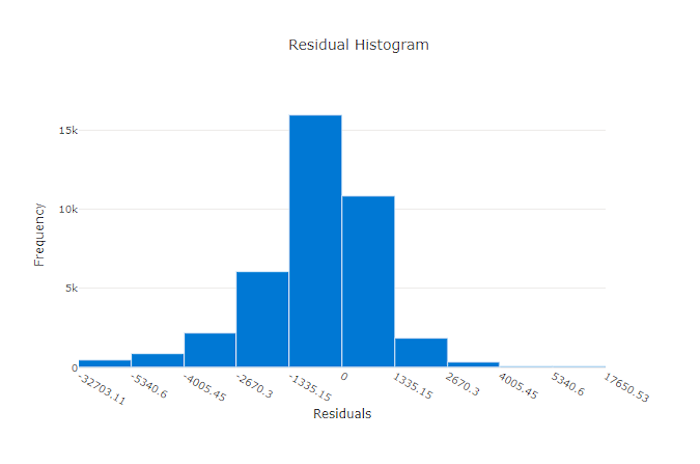 Residual Histogram
15k
10k
5k
0
Frequency
-32703.11
-5340.6
-4005.45
-2670.3
-1335.15
0
1335.15
2670.3
4005.45
5340.6
17650.53
Residuals